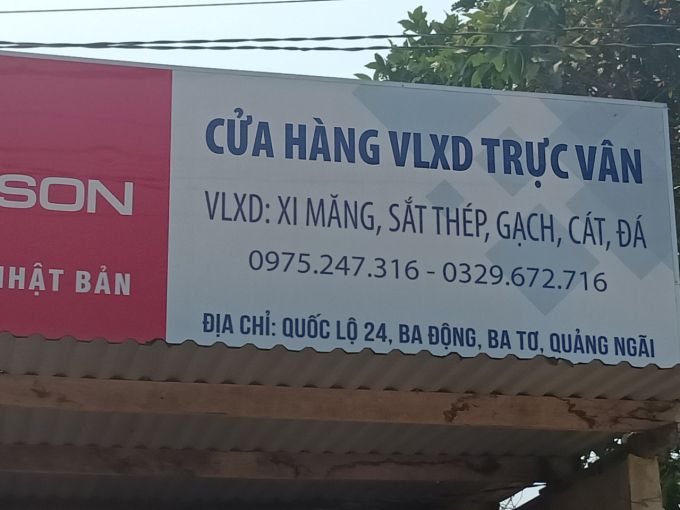 SON
NHẬT BẢN
CỬA HÀNG VLXD TRỰC VÂN
VLXD: XI MĂNG, SẮT THÉP, GẠCH, CÁT, ĐÁ
0975.247.316 - 0329.672.716
ĐỊA CHỈ: QUỐC LỘ 24, BA ĐỘNG, BA TƠ, QUẢNG NGÃI